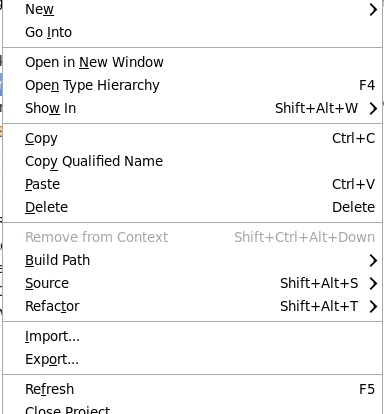 New
Go Into
Open in New Window
Open Type Hierarchy F4
Show In Shift+Alt+W
Copy Ctrl+C
Copy Qualified Name
Paste Ctrl+V
Delete Delete
Remove from Context Shift+Ctrl+Alt+Down
Build Path
Source Shift+Alt+S
Refactor Shift+Alt+T
Import...
Export...
Refresh F5
Close Project